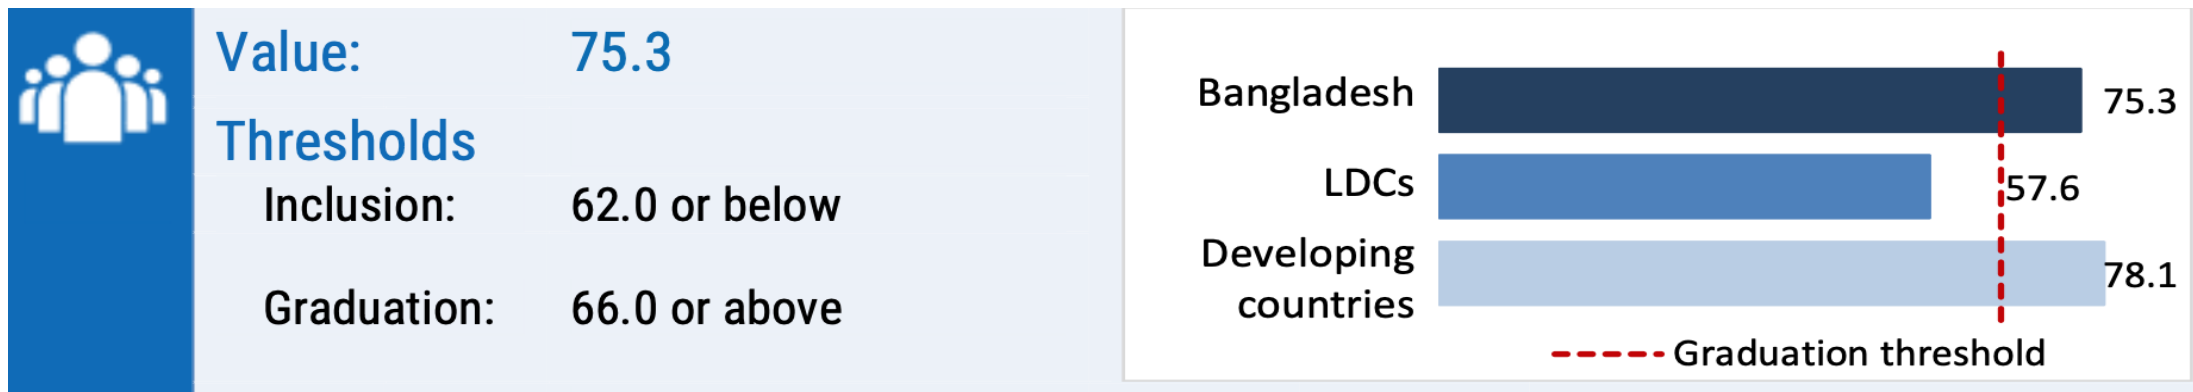 Value: 75.3
Thresholds
Inclusion: 62.0 or below
Graduation: 66.0 or above
Bangladesh 75.3
LDCs 57.6
Developing
countries 78.1
Graduation threshold